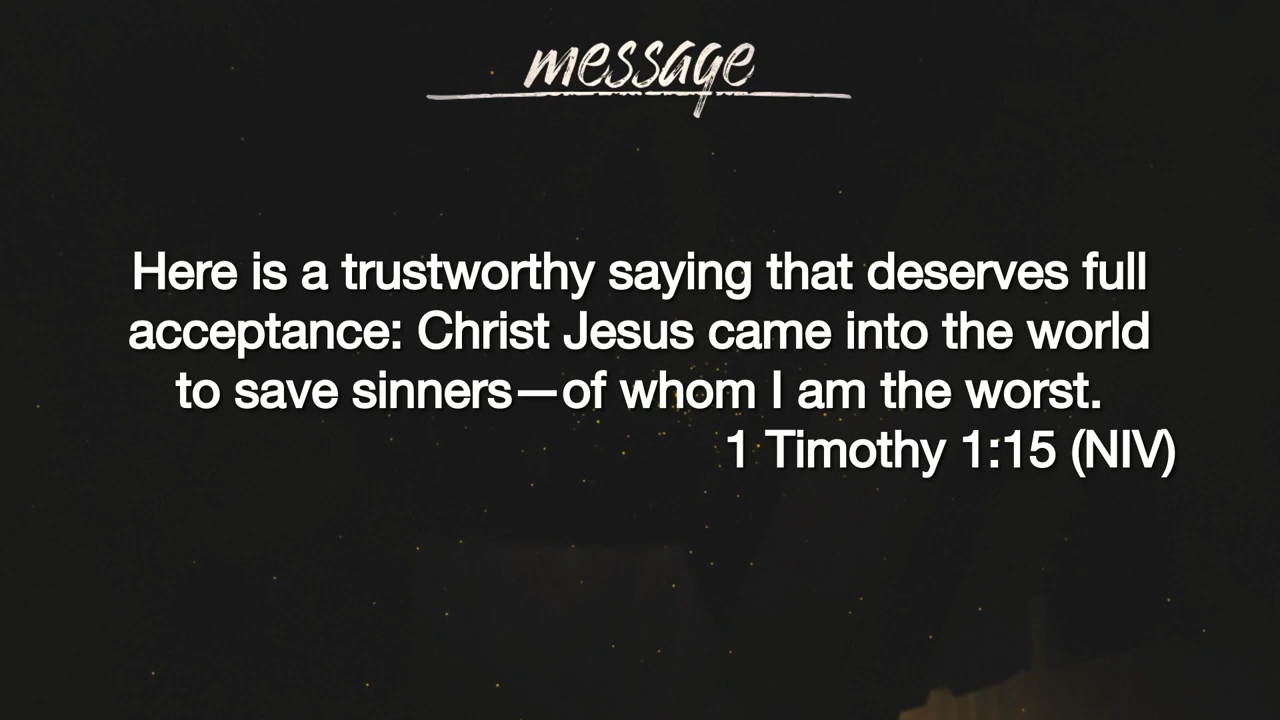 message
Here is a trustworthy saying that deserves full
acceptance: Christ Jesus came into the world
to save sinners—of whom I am the worst.
1 Timothy 1:15 (NIV)